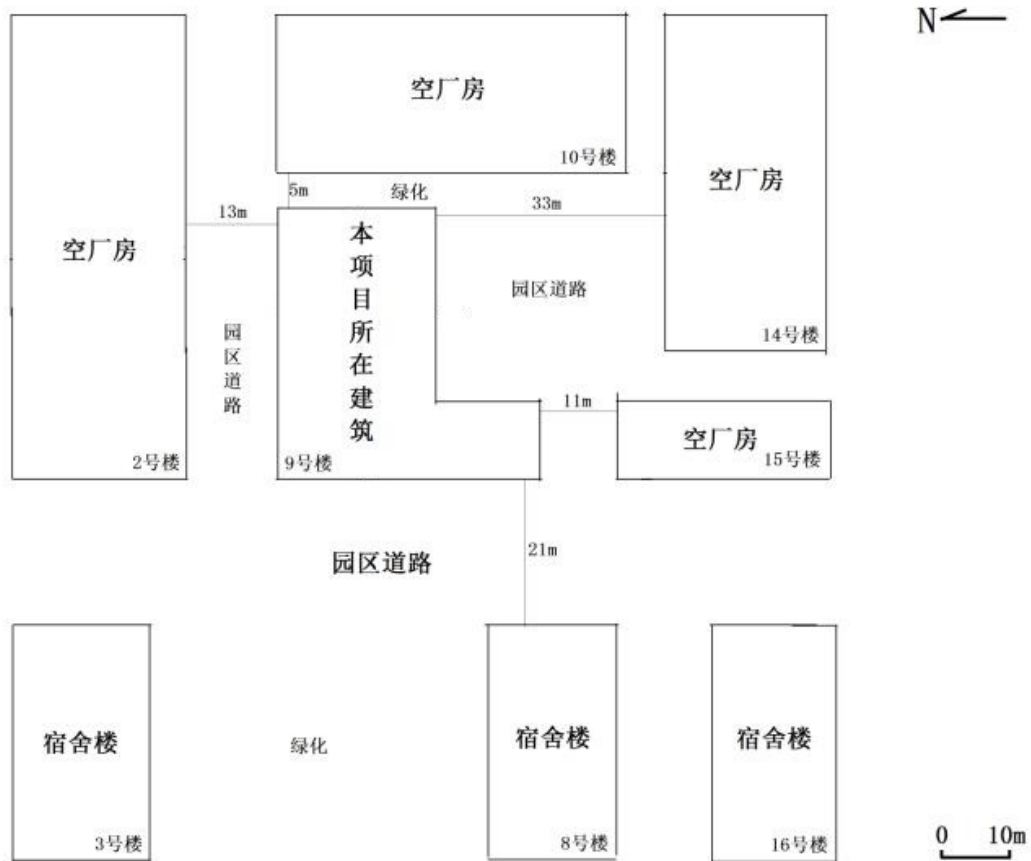 N
空厂房
10号楼
空厂房
14号楼
5m
绿化
13m
33m
空厂房
2号楼
本项目所在建筑
9号楼
园区道路
园区道路
11m
空厂房
15号楼
21m
园区道路
宿舍楼
3号楼
绿化
宿舍楼
8号楼
宿舍楼
16号楼
0 10m